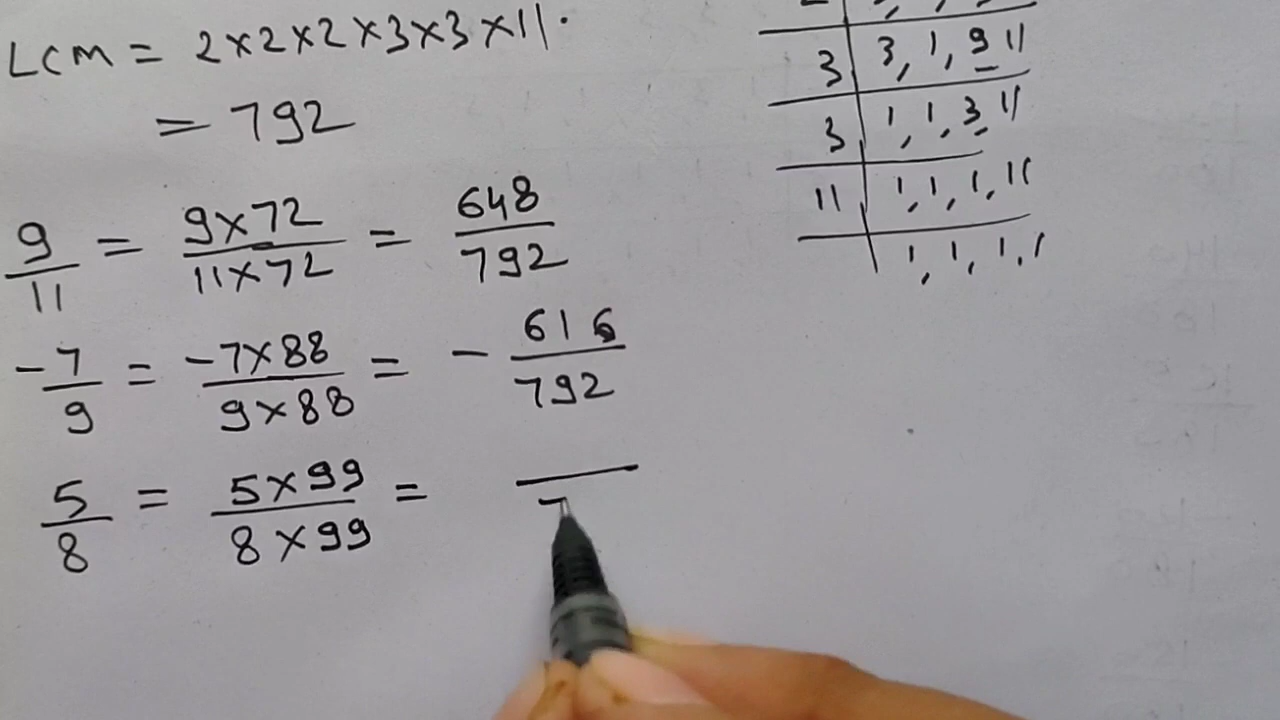 LCM = 2×2×2×3×3×11.
= 792
9/11 = 9×72/11×72 = 648/792
-7/9 = -7×88/9×88 = -616/792
5/8 = 5×99/8×99 =
3 | 3, 1, 9 11
3 | 1, 1, 3, 11
11 | 1, 1, 1, 11
1, 1, 1, 1